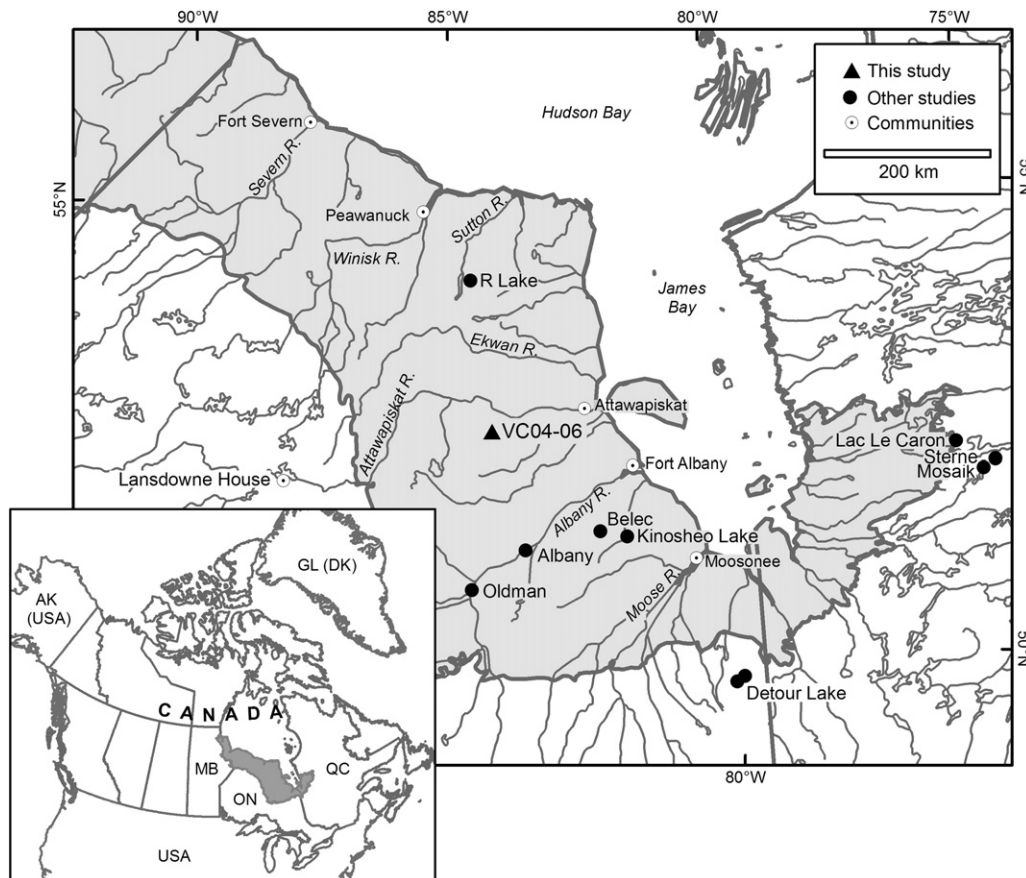 90°W
85°W
80°W
75°W
This study
Other studies
Communities
200 km
Hudson Bay
Fort Severn
Severn R.
55°N
55°N
Peawanuck
Sutton R.
Winisk R.
R Lake
James
Bay
Ekwan R.
Attawapiskat R.
Attawapiskat
VC04-06
Lac Le Caron
Sterne
Mosaik
Fort Albany
Lansdowne House
Albany R.
Belec
Kinosheo Lake
Albany
Moosonee
Oldman
Moose R.
50°N
Detour Lake
80°W
GL (DK)
AK
(USA)
CANADA
MB
QC
ON
USA